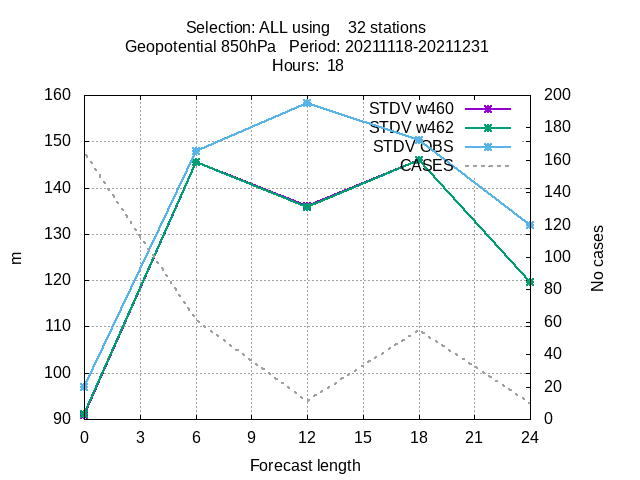 Selection: ALL using 32 stations
Geopotential 850hPa Period: 20211118-20211231
Hours: 18
160 200
STDV w460
150 180
STDV w462
STDV OBS
160
CASES
140 140
130 120
120 100
80
110 60
100 40
20
90 0
0 3 6 9 12 15 18 21 24
Forecast length
m
No cases